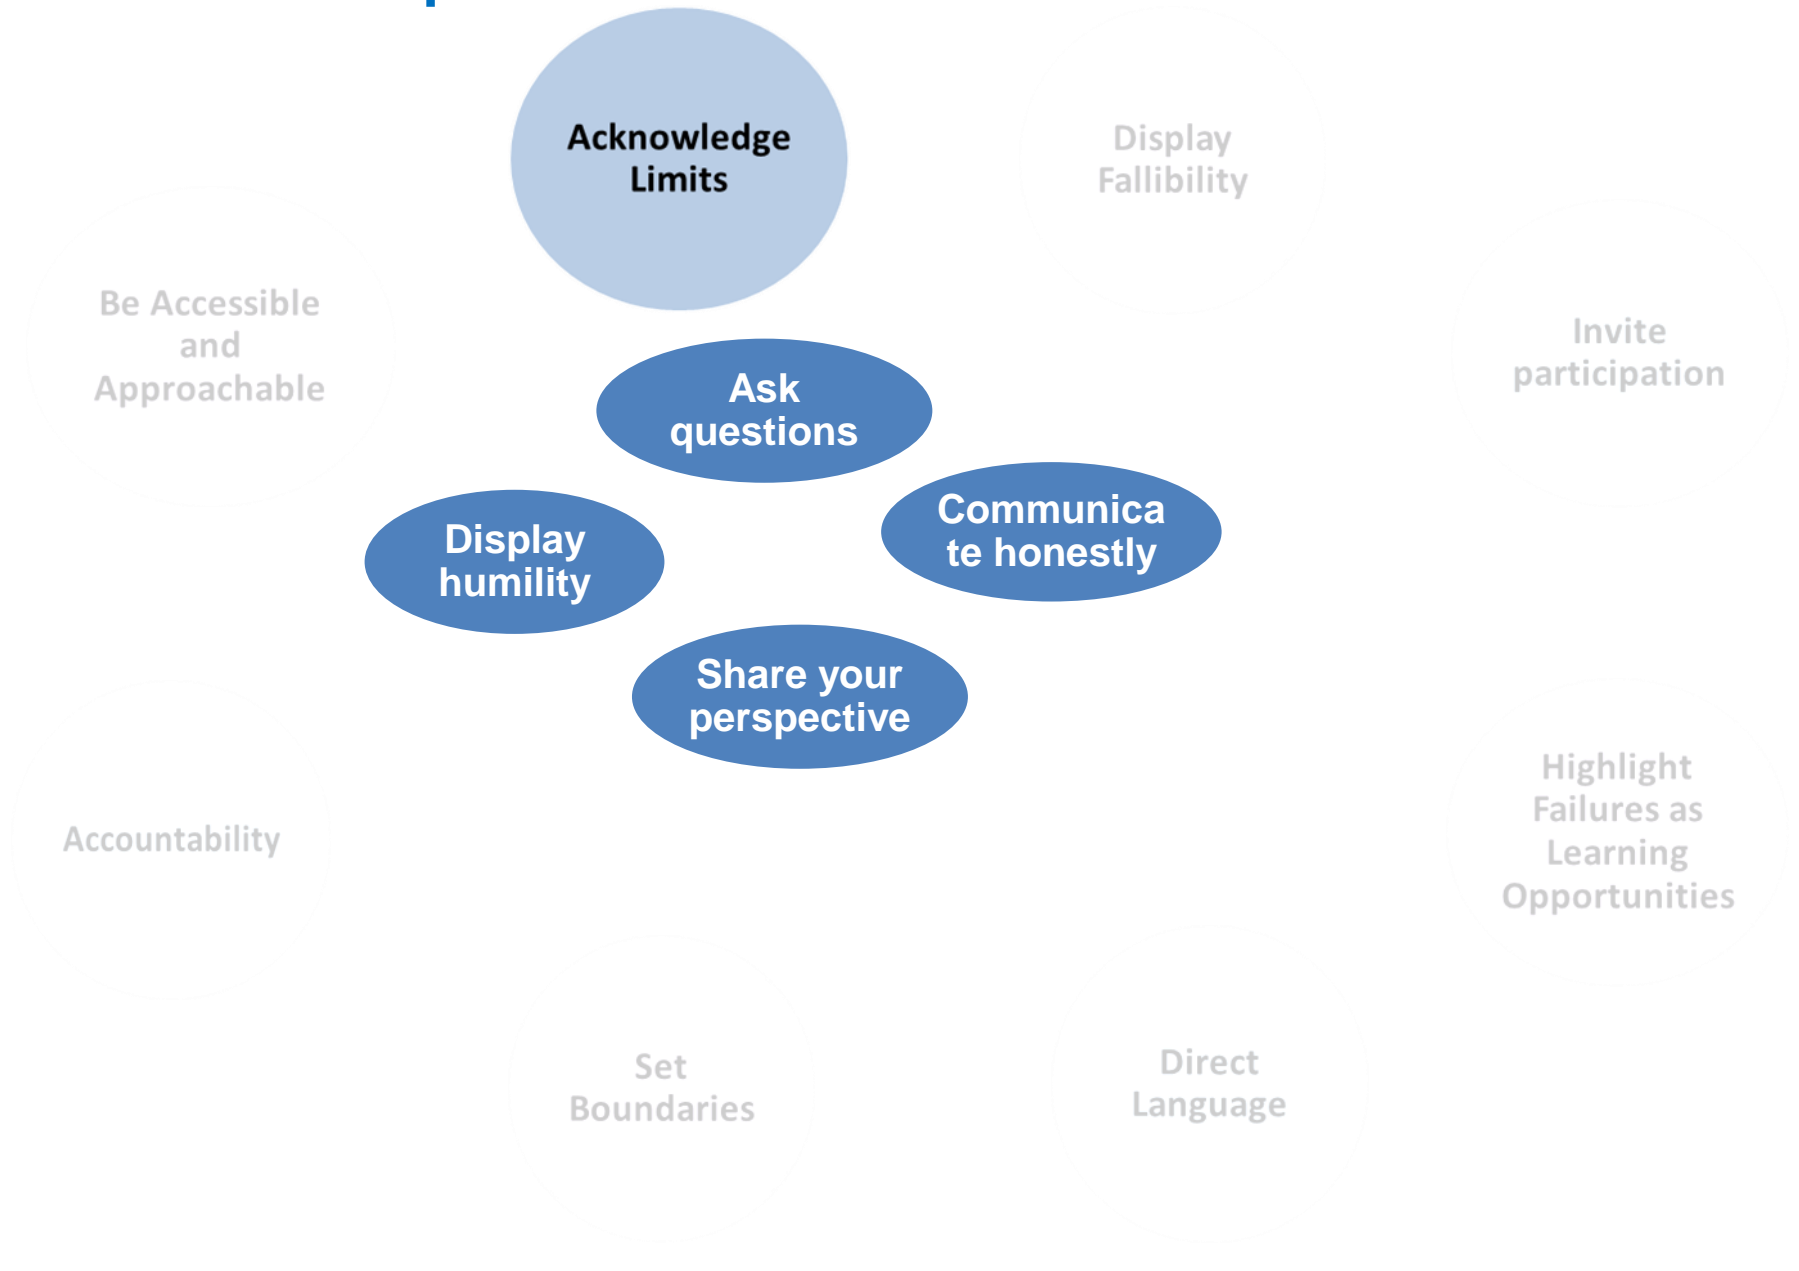 Acknowledge
Limits
Display
Fallibility
Be Accessible
and
Approachable
Invite
participation
Ask
questions
Communica
te honestly
Display
humility
Share your
perspective
Accountability
Highlight
Failures as
Learning
Opportunities
Set
Boundaries
Direct
Language